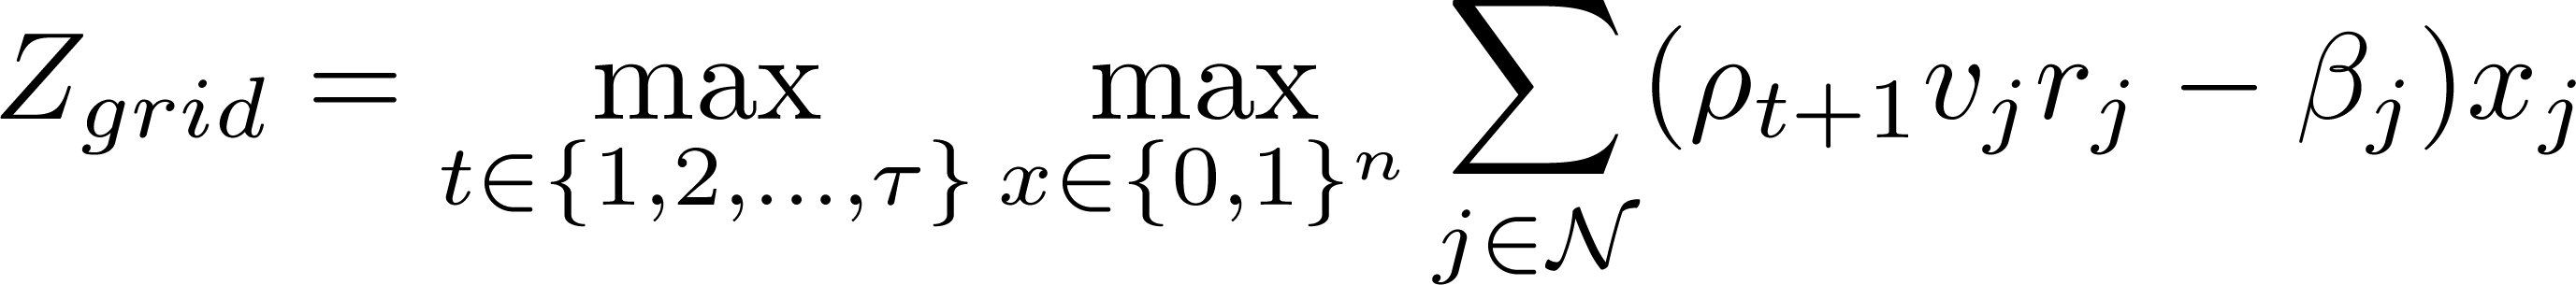 Z_{grid} = \max_{t \in \{1,2,\ldots,\tau\}} \max_{x \in \{0,1\}^n} \sum_{j \in \mathcal{N}} (\rho_{t+1} v_j r_j - \beta_j) x_j